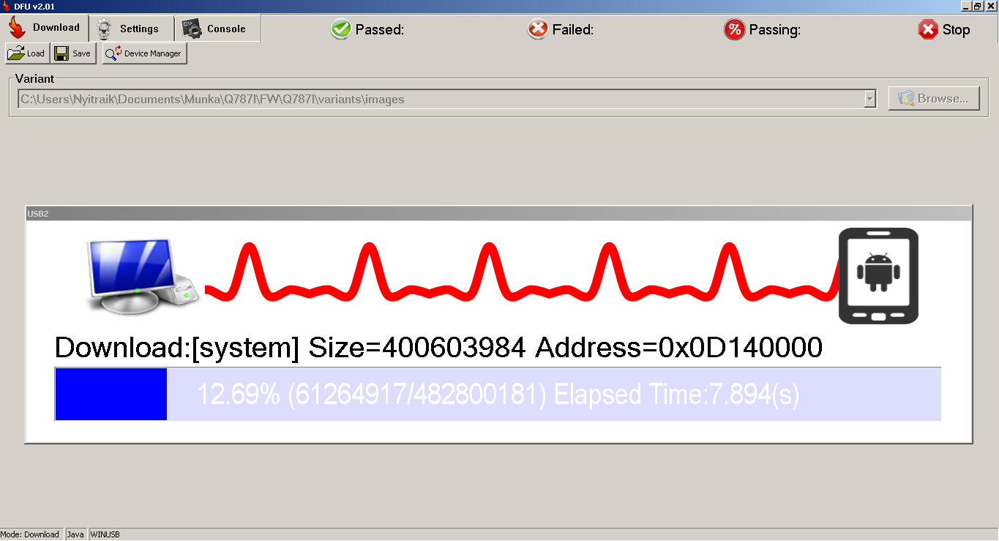 DFU v2.01
Download Settings Console Passed: Failed: Passing: Stop
Load Save Device Manager
Variant
C:\Users\Nyitraik\Documents\Munka\Q787I\FW\Q787I\variants\images Browse...
USB2
Download:[system] Size=400603984 Address=0x0D140000
12.69% (61264917/482800181) Elapsed Time:7.894(s)
Mode: Download Java WINUSB